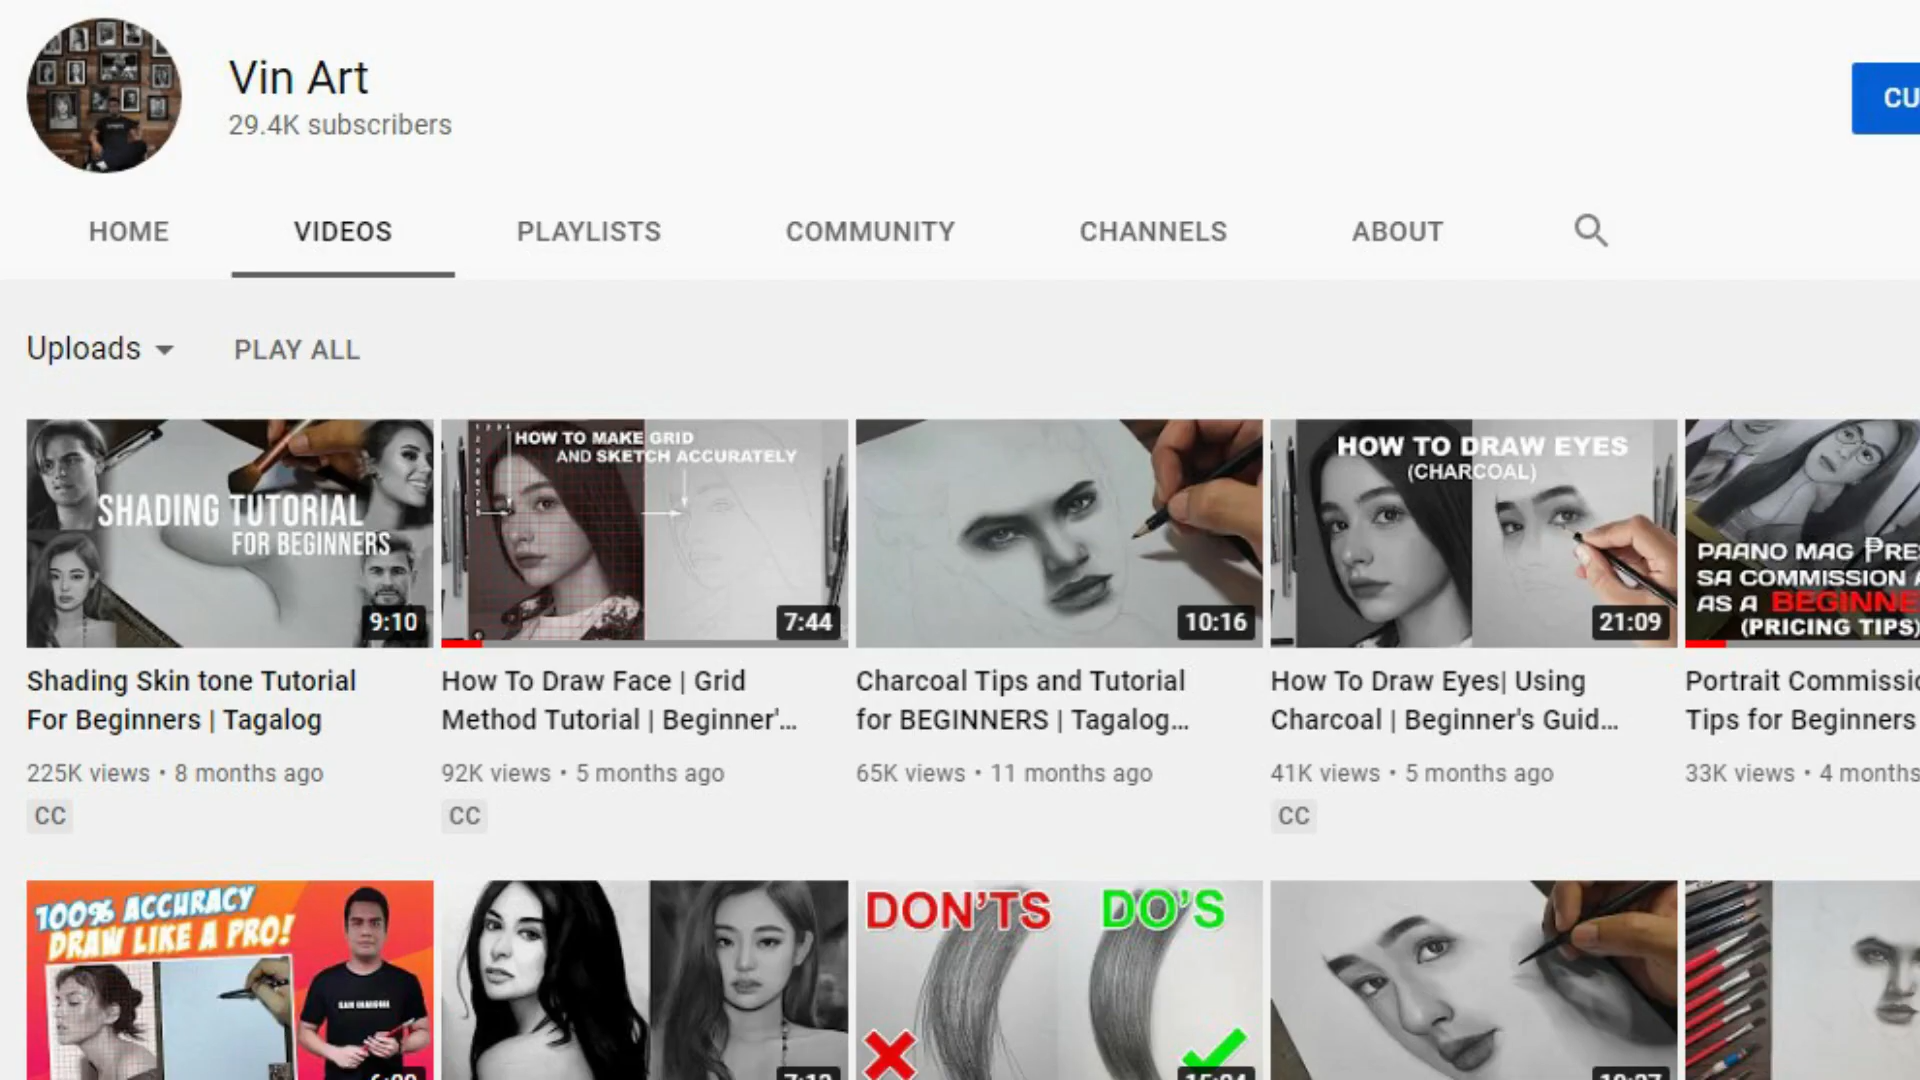 Vin Art
29.4K subscribers
CU
HOME
VIDEOS
PLAYLISTS
COMMUNITY
CHANNELS
ABOUT
Uploads
PLAY ALL
SHADING TUTORIAL
FOR BEGINNERS
9:10
HOW TO MAKE GRID
AND SKETCH ACCURATELY
7:44
10:16
HOW TO DRAW EYES
(CHARCOAL)
21:09
PAANO MAG ₱RES
SA COMMISSION A
AS A BEGINNE
(PRICING TIPS)
Shading Skin tone Tutorial
For Beginners | Tagalog
225K views • 8 months ago
CC
How To Draw Face | Grid
Method Tutorial | Beginner'...
92K views • 5 months ago
CC
Charcoal Tips and Tutorial
for BEGINNERS | Tagalog...
65K views • 11 months ago
How To Draw Eyes| Using
Charcoal | Beginner's Guid...
41K views • 5 months ago
CC
Portrait Commissio
Tips for Beginners
33K views • 4 months
100% ACCURACY
DRAW LIKE A PRO!
DON'TS
DO'S